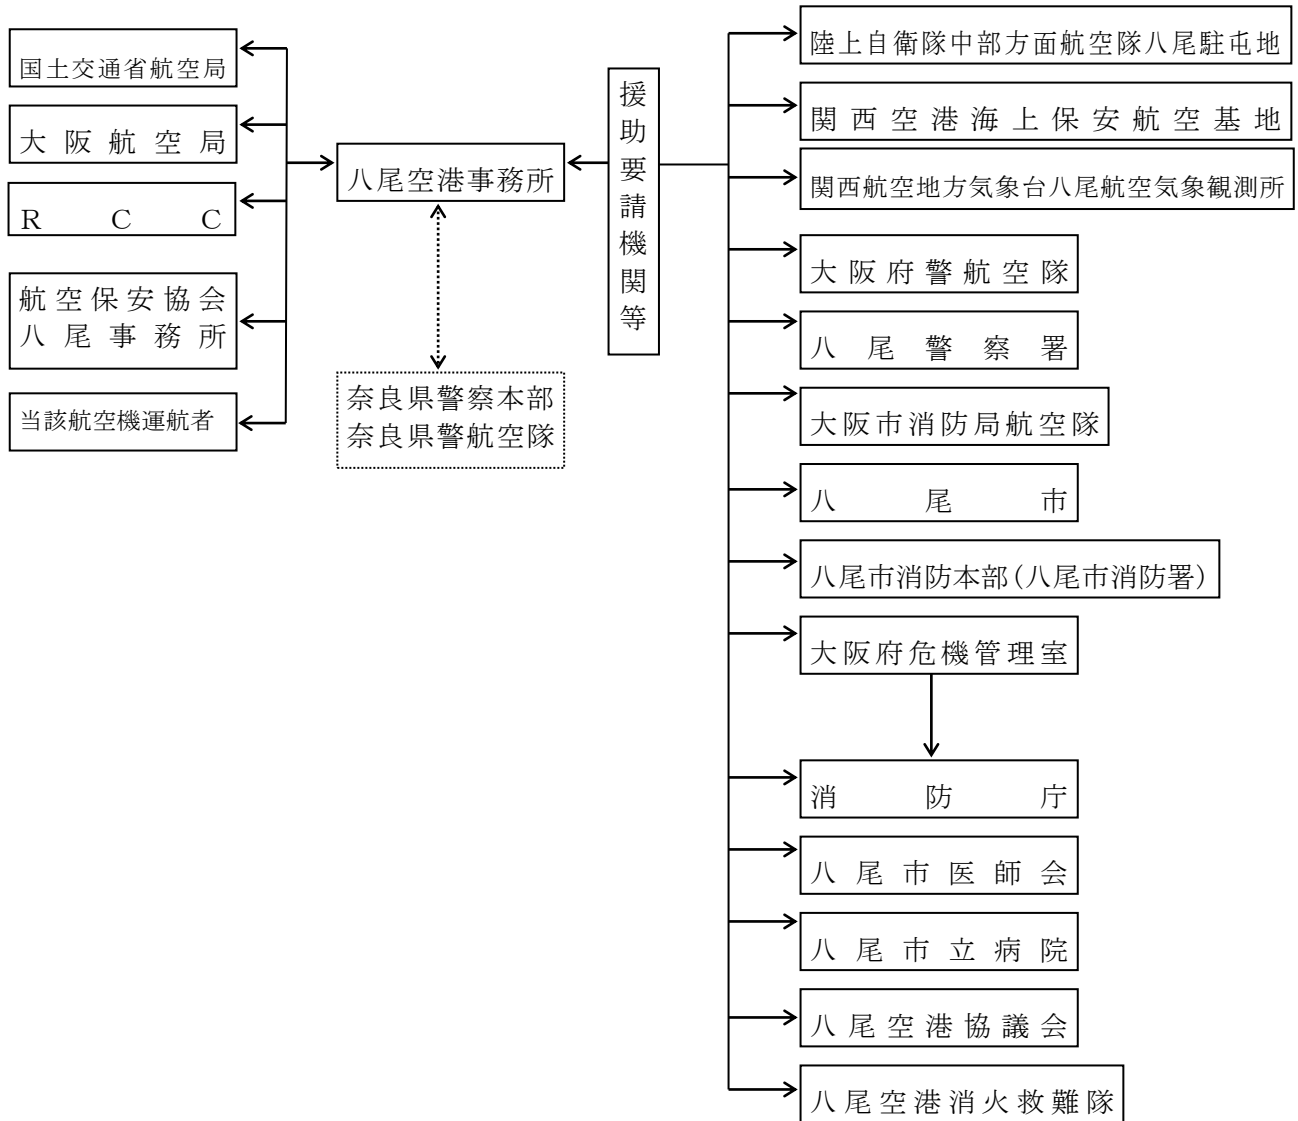 国土交通省航空局
大阪航空局
RCC
航空保安協会
八尾事務所
当該航空機運航者
八尾空港事務所
奈良県警察本部
奈良県警航空隊
援助要請機関等
陸上自衛隊中部方面航空隊八尾駐屯地
関西空港海上保安航空基地
関西航空地方気象台八尾航空気象観測所
大阪府警航空隊
八尾警察署
大阪市消防局航空隊
八尾市
八尾市消防本部(八尾市消防署)
大阪府危機管理室
消防庁
八尾市医師会
八尾市立病院
八尾空港協議会
八尾空港消火救難隊